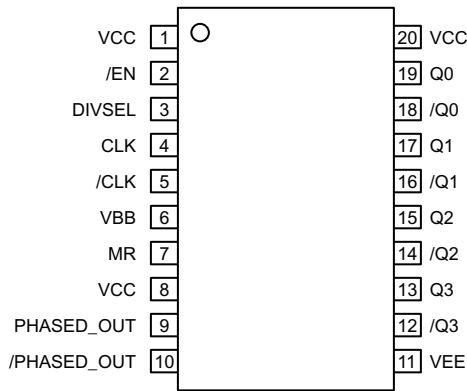 VCC 1 20 VCC
/EN 2 19 Q0
DIVSEL 3 18 /Q0
CLK 4 17 Q1
/CLK 5 16 /Q1
VBB 6 15 Q2
MR 7 14 /Q2
VCC 8 13 Q3
PHASED_OUT 9 12 /Q3
/PHASED_OUT 10 11 VEE